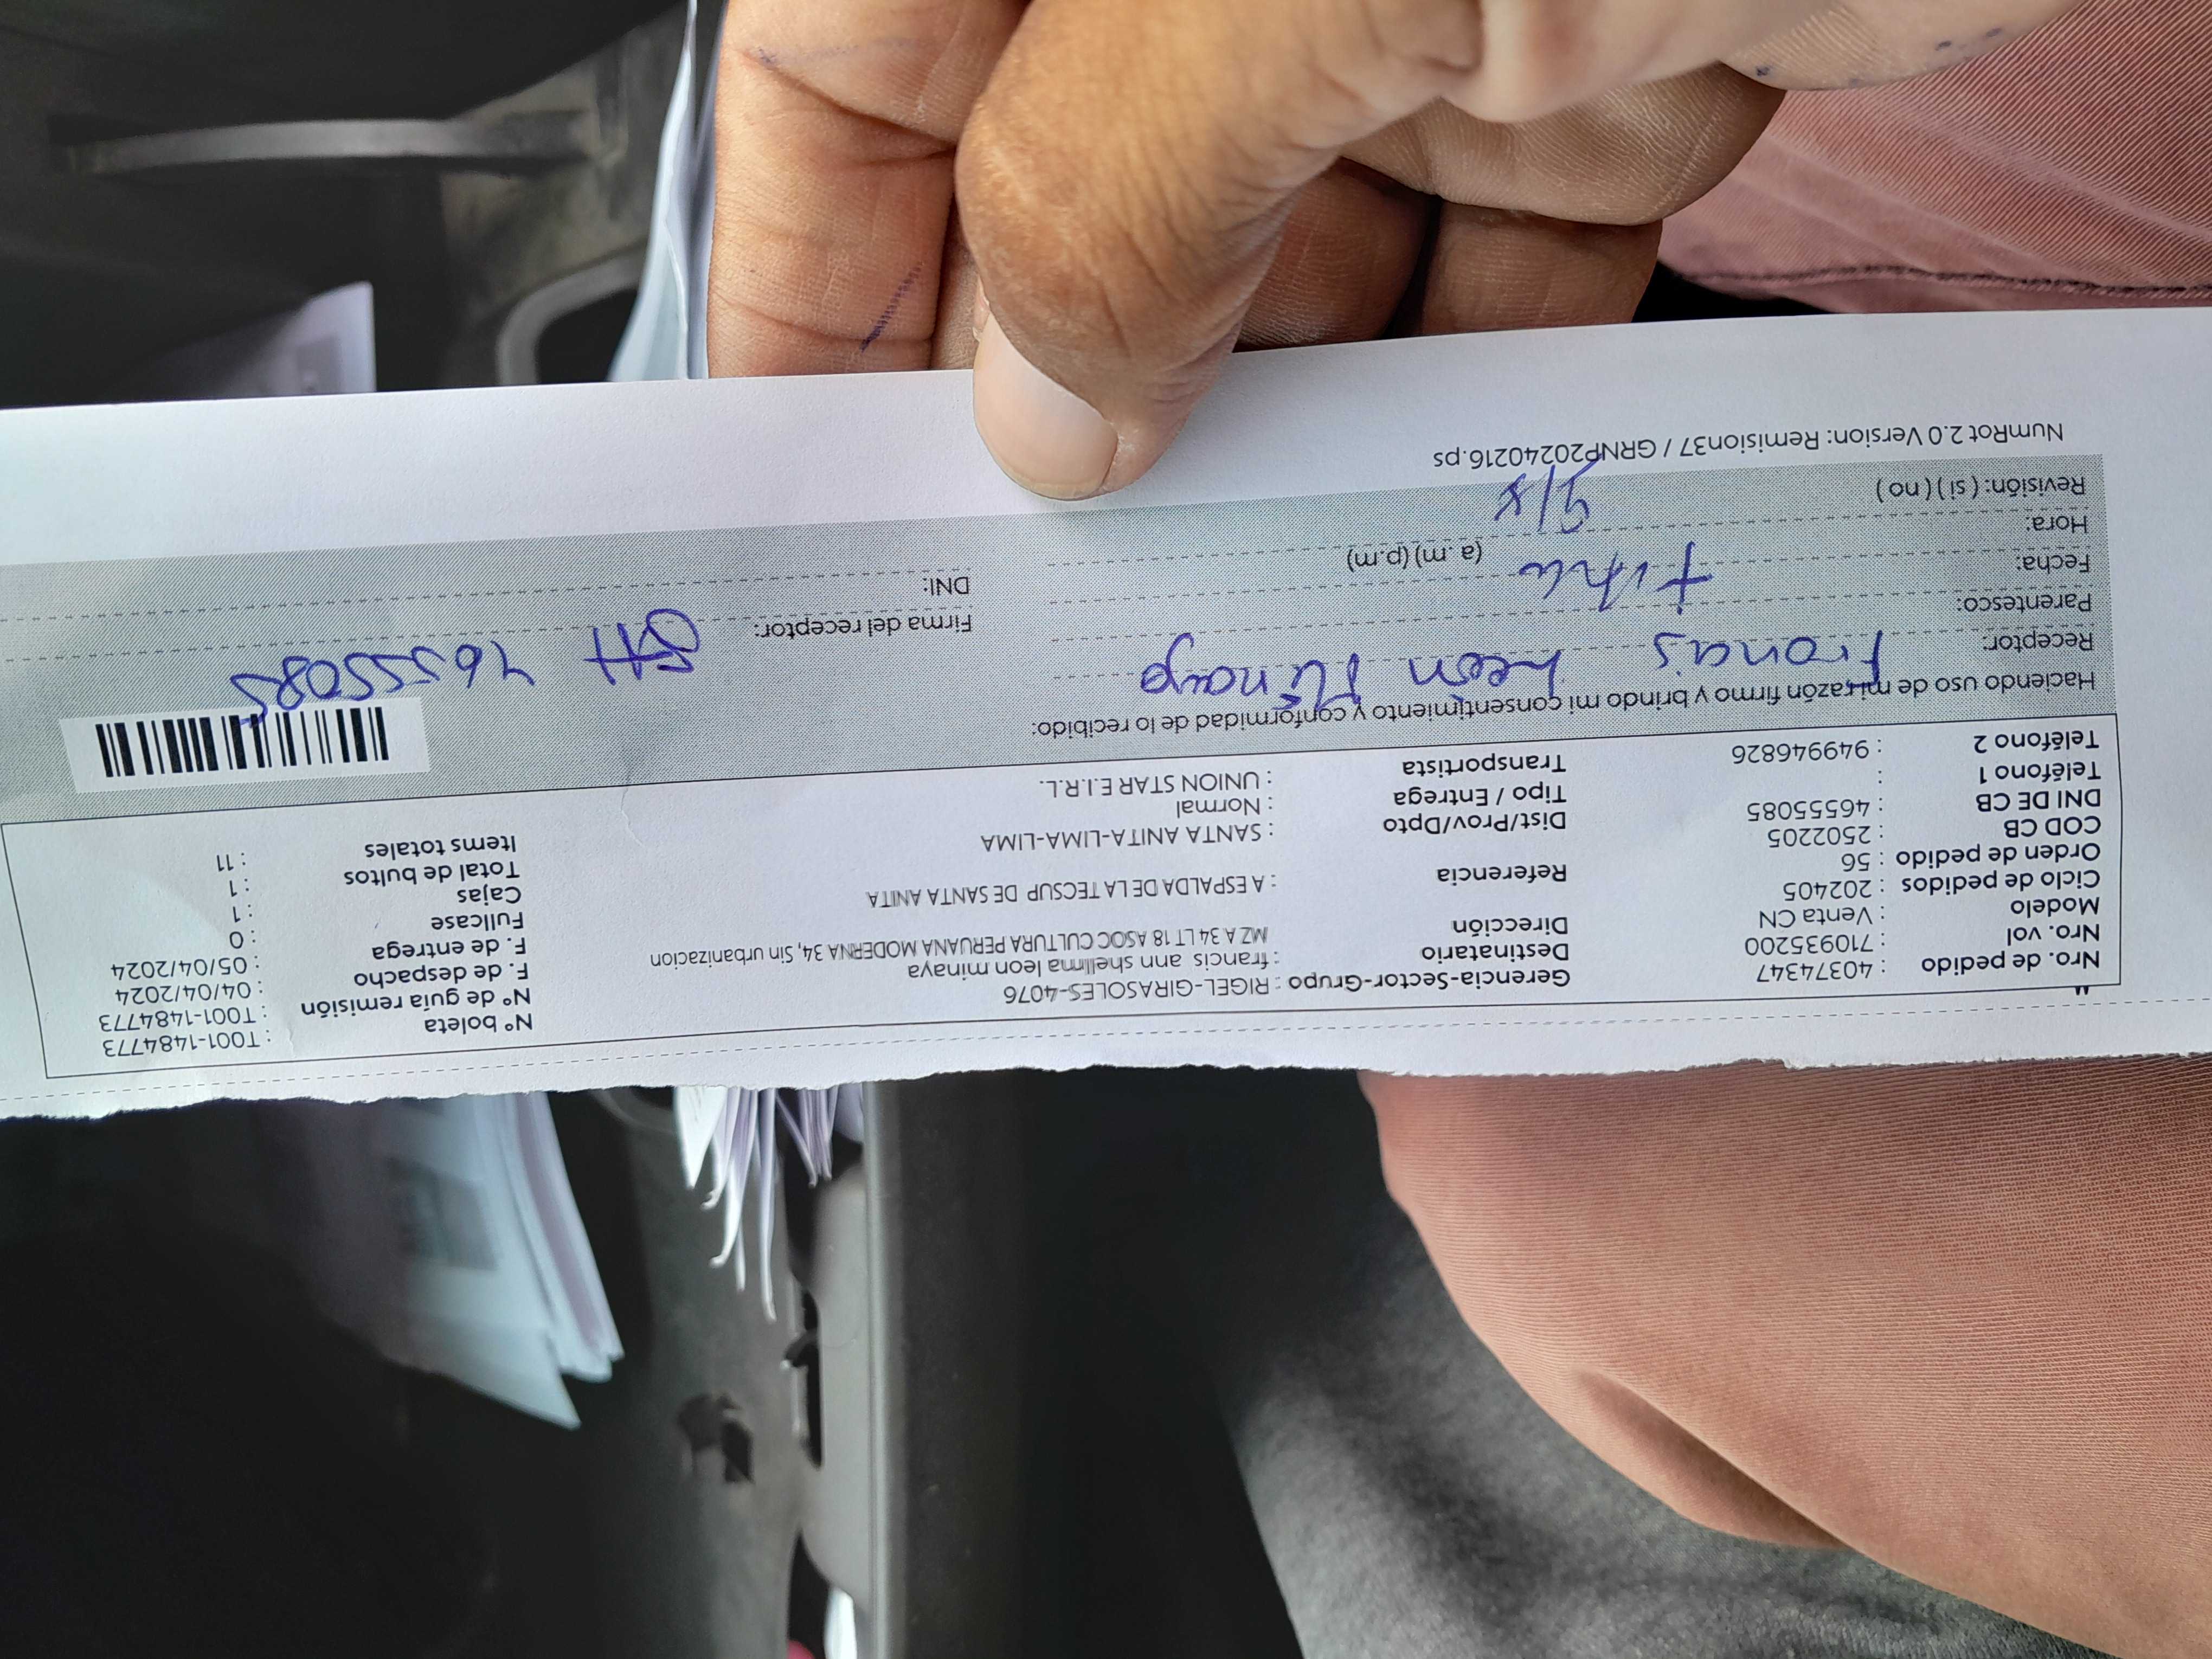 Nro. de pedido : 40374347 Gerencia-Sector-Grupo : RIGEL-GIRASOLES-4076 N° boleta : T001-1484773
Nro. vol : 710935200 Destinatario : francis ann shellma leon minaya N° de guía remisión : T001-1484773
Modelo : Venta CN Dirección MZ A 34 LT 18 ASOC CULTURA PERUANA MODERNA 34, Sin urbanizacion F. de despacho : 04/04/2024
Ciclo de pedidos : 202405 F. de entrega : 05/04/2024
Orden de pedido : 56 Referencia : A ESPALDA DE LA TECSUP DE SANTA ANITA Fullcase : 0
COD CB : 2502205 Cajas : 1
DNI DE CB : 46555085 Dist/Prov/Dpto : SANTA ANITA-LIMA-LIMA Total de bultos : 1
Teléfono 1 : Tipo / Entrega : Normal Items totales : 11
Teléfono 2 : 949946826 Transportista : UNION STAR E.I.R.L.
Haciendo uso de mi razón firmo y brindo mi consentimiento y conformidad de lo recibido:
Receptor: Francis Leon Minaya
Parentesco: Firma del receptor: 46555085
Fecha: DNI:
Hora: (a.m) (p.m)
Revisión: ( si ) ( no )
NumRot 2.0 Version: Remision37 / GRNP20240216.ps